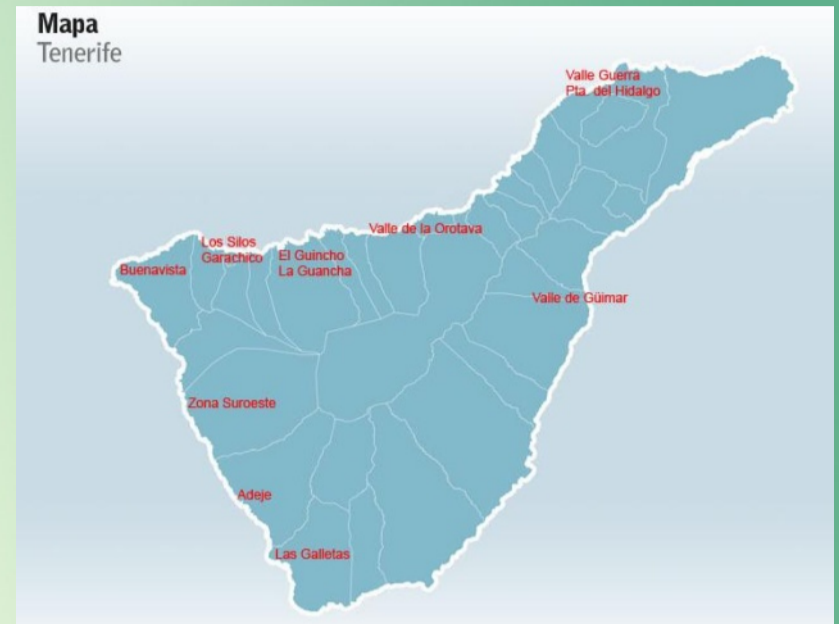 Mapa
Tenerife
Valle Guerra
Pta. del Hidalgo
Valle de la Orotava
Los Silos
Garachico
El Guincho
La Guancha
Buenavista
Valle de Güimar
Zona Suroeste
Adeje
Las Galletas